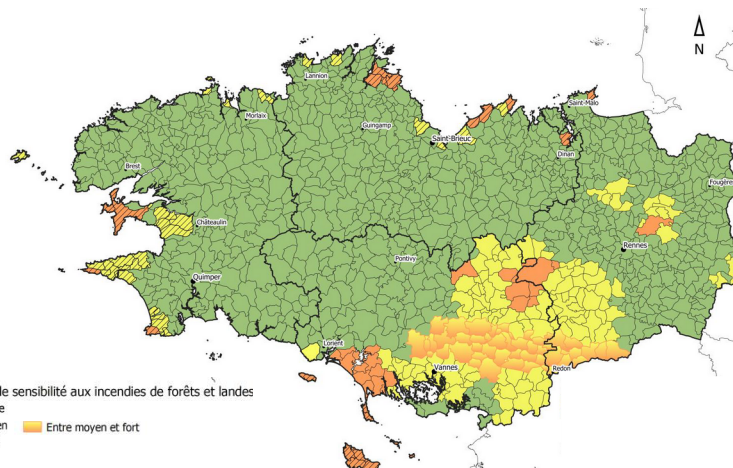 N
Lannion
Saint-Malo
Morlaix
Guingamp
Saint-Brieuc
Brest
Dinan
Fougère
Châteaulin
Rennes
Pontivy
Quimper
Lorient
Vannes
Redon
de sensibilité aux incendies de forêts et landes
Entre moyen et fort